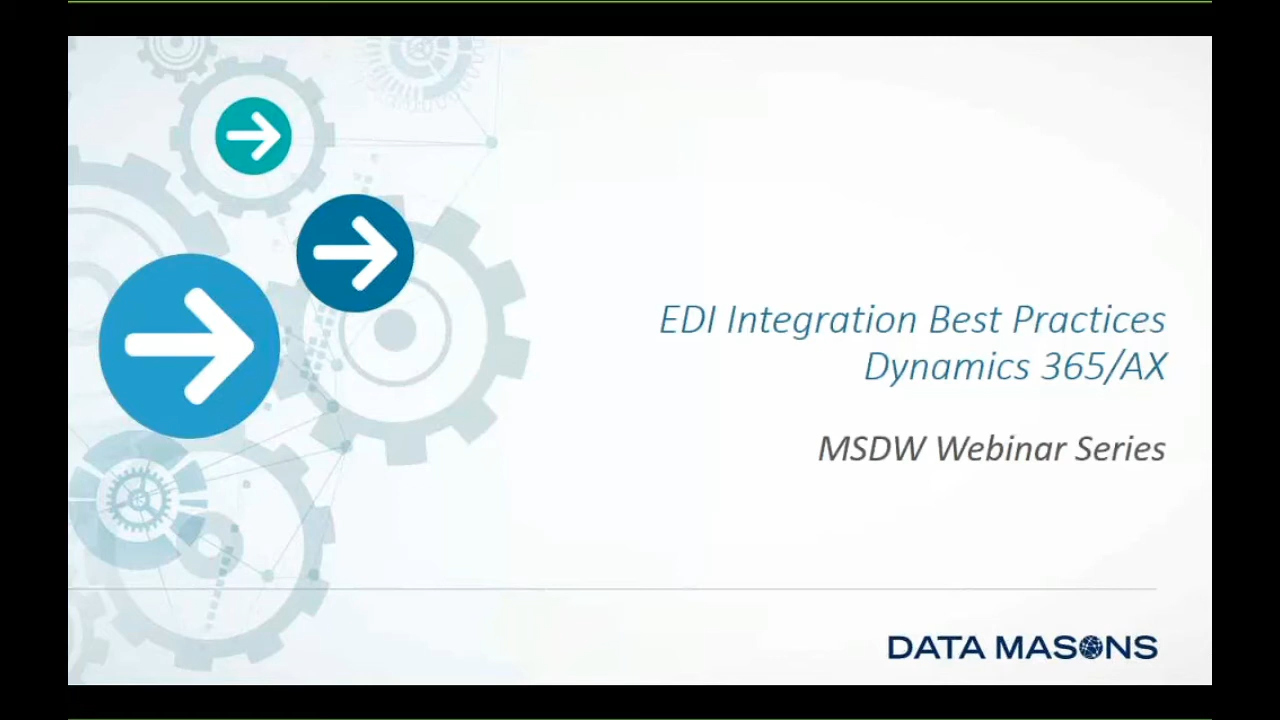 EDI Integration Best Practices
Dynamics 365/AX
MSDW Webinar Series
DATA MASONS